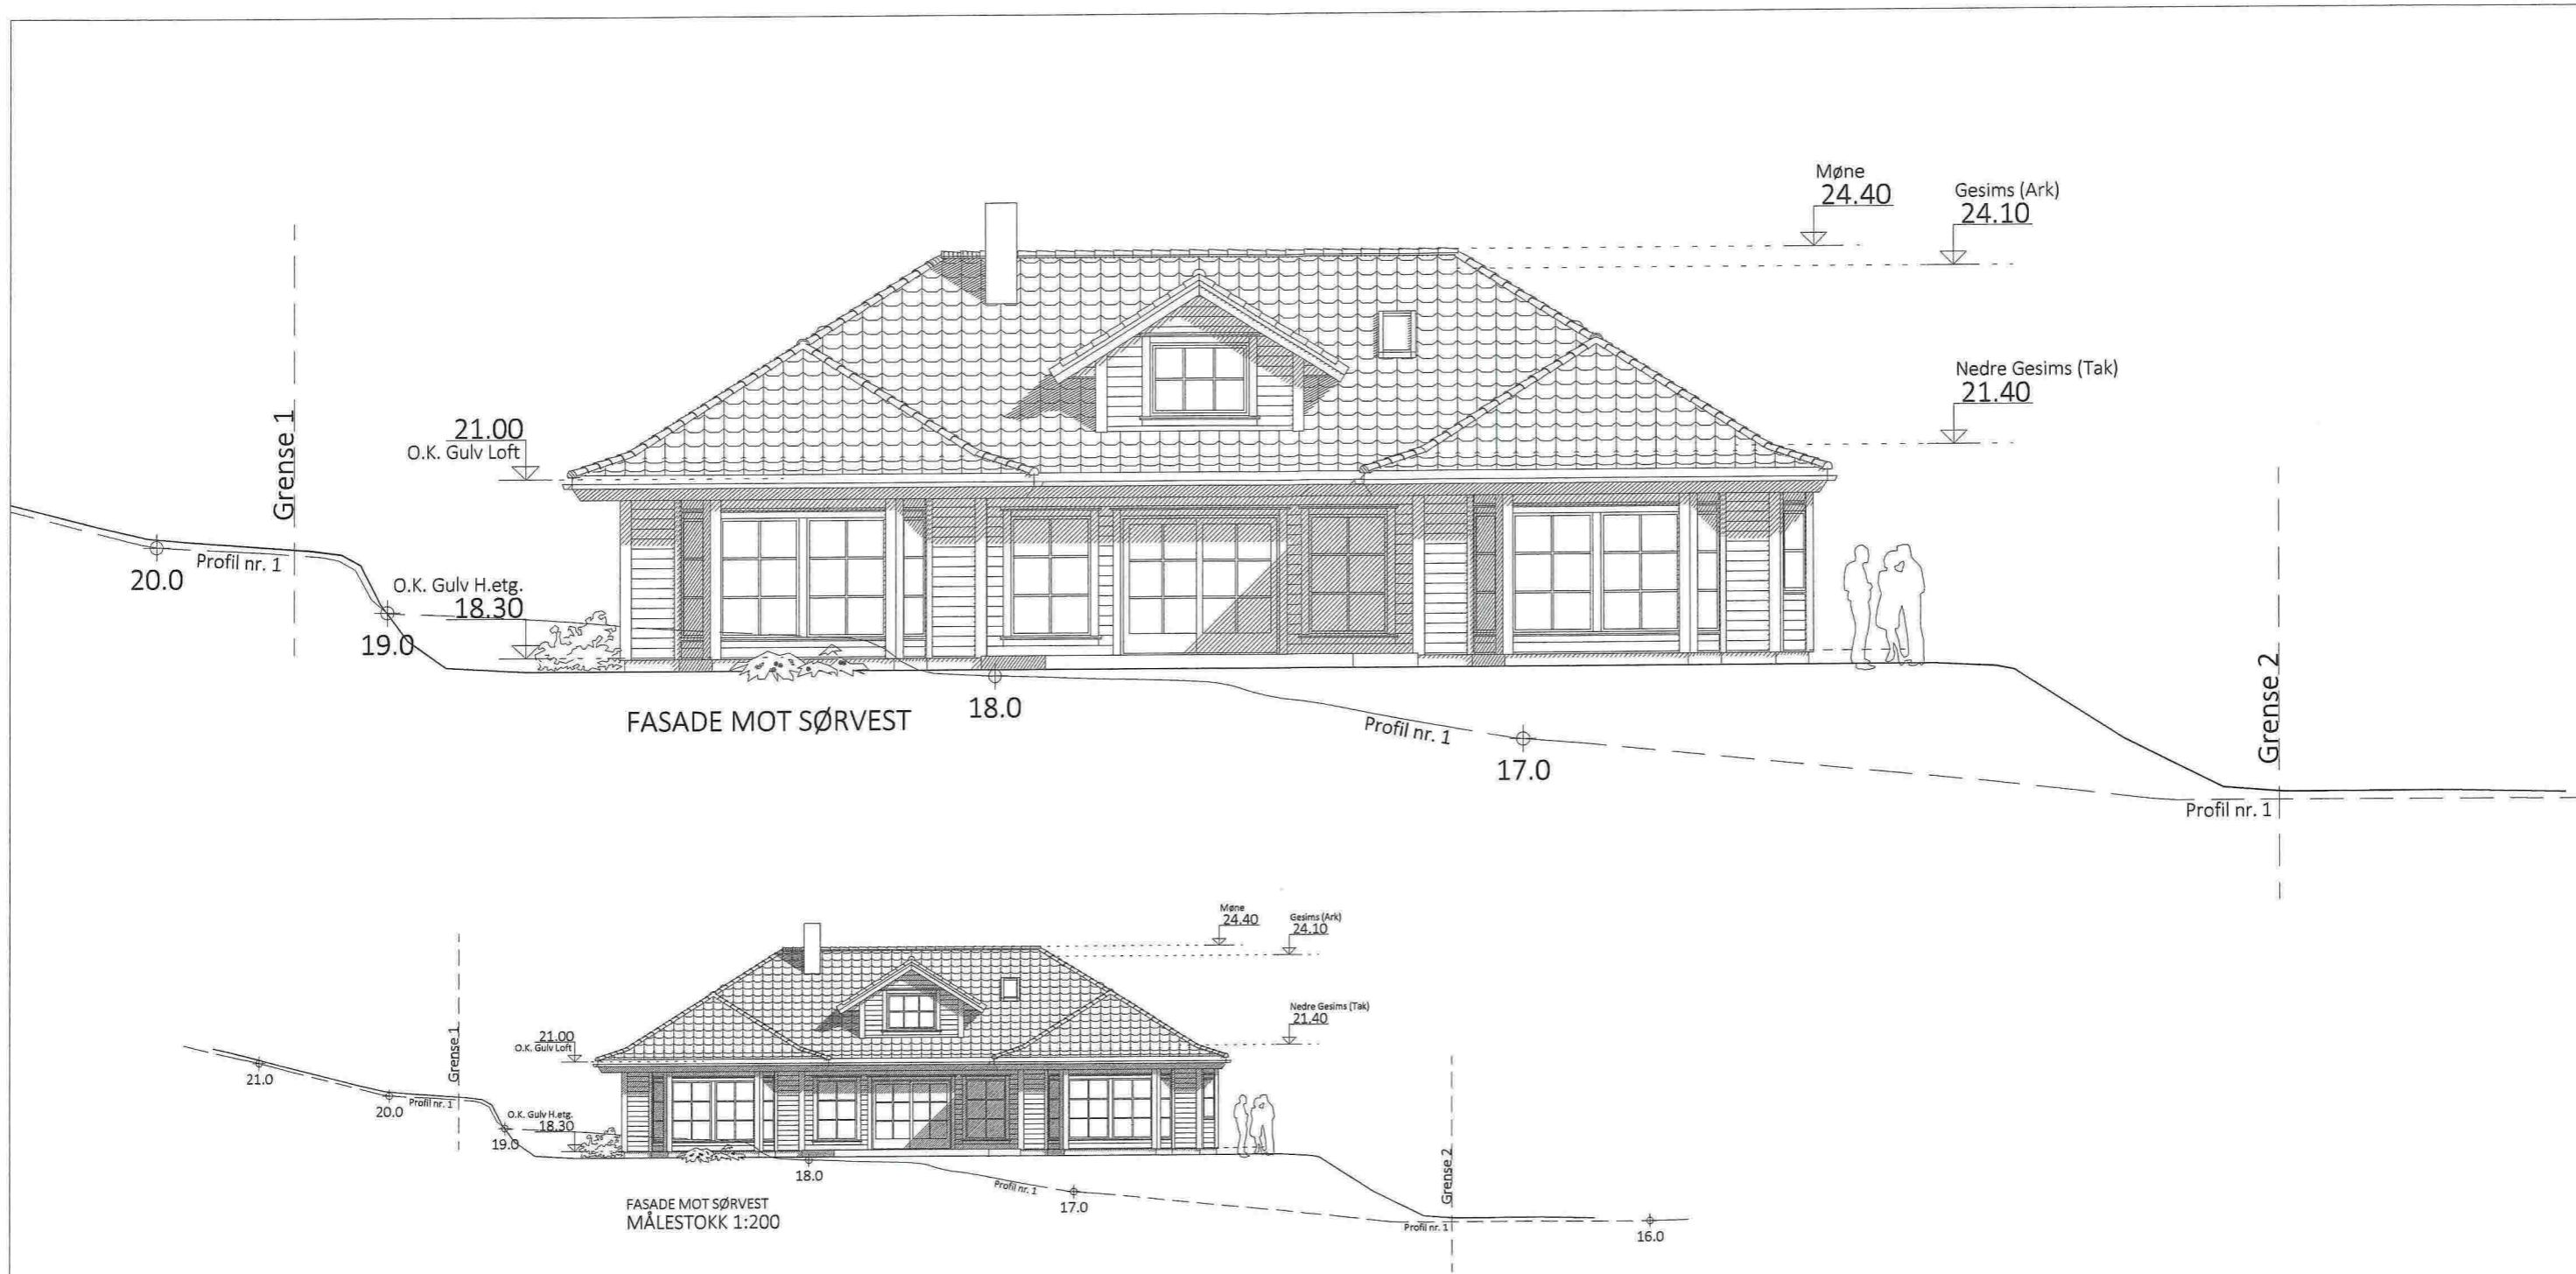 Møne
24.40
Gesims (Ark)
24.10
Nedre Gesims (Tak)
21.40
Grense 1
21.00
O.K. Gulv Loft
20.0
Profil nr. 1
O.K. Gulv H.etg.
18.30
19.0
Grense 2
18.0
FASADE MOT SØRVEST
Profil nr. 1
17.0
Profil nr. 1
Møne
24.40
Gesims (Ark)
24.10
Nedre Gesims (Tak)
21.40
Grense 1
21.00
O.K. Gulv Loft
21.0
20.0
Profil nr. 1
O.K. Gulv H.etg.
18.30
19.0
Grense 2
18.0
Profil nr. 1
17.0
FASADE MOT SØRVEST
MÅLESTOKK 1:200
Profil nr. 1
16.0